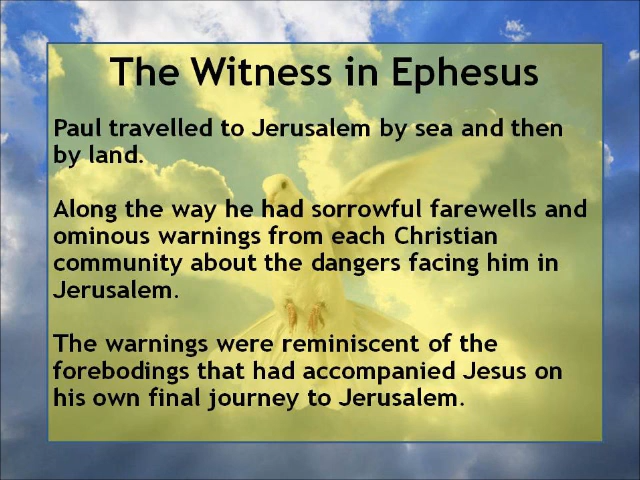 The Witness in Ephesus
Paul travelled to Jerusalem by sea and then
by land.
Along the way he had sorrowful farewells and
ominous warnings from each Christian
community about the dangers facing him in
Jerusalem.
The warnings were reminiscent of the
forebodings that had accompanied Jesus on
his own final journey to Jerusalem.